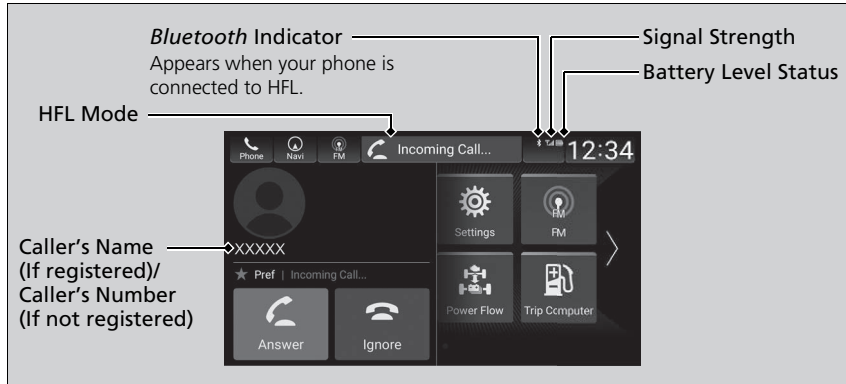 Bluetooth Indicator
Appears when your phone is
connected to HFL.
Signal Strength
Battery Level Status
HFL Mode
Phone
Navi
FM
Incoming Call...
12:34
Settings
FM
FM
XXXXX
Caller's Name
(If registered)/
Caller's Number
(If not registered)
Pref | Incoming Call...
Power Flow
Trip Computer
Answer
Ignore